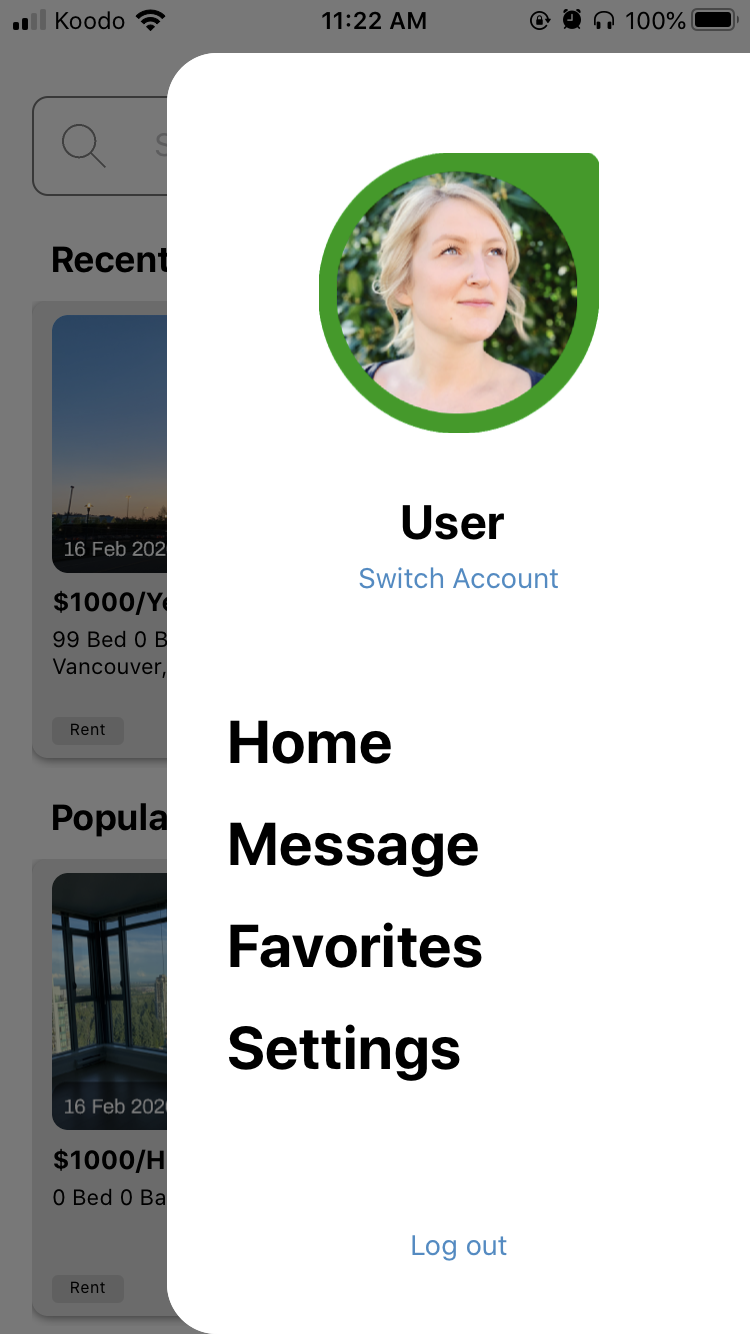 Koodo 11:22 AM 100%
Recent
16 Feb 202
$1000/Ye
99 Bed 0 B
Vancouver,
Rent
Popula
16 Feb 202
$1000/H
0 Bed 0 Ba
Rent
User
Switch Account
Home
Message
Favorites
Settings
Log out